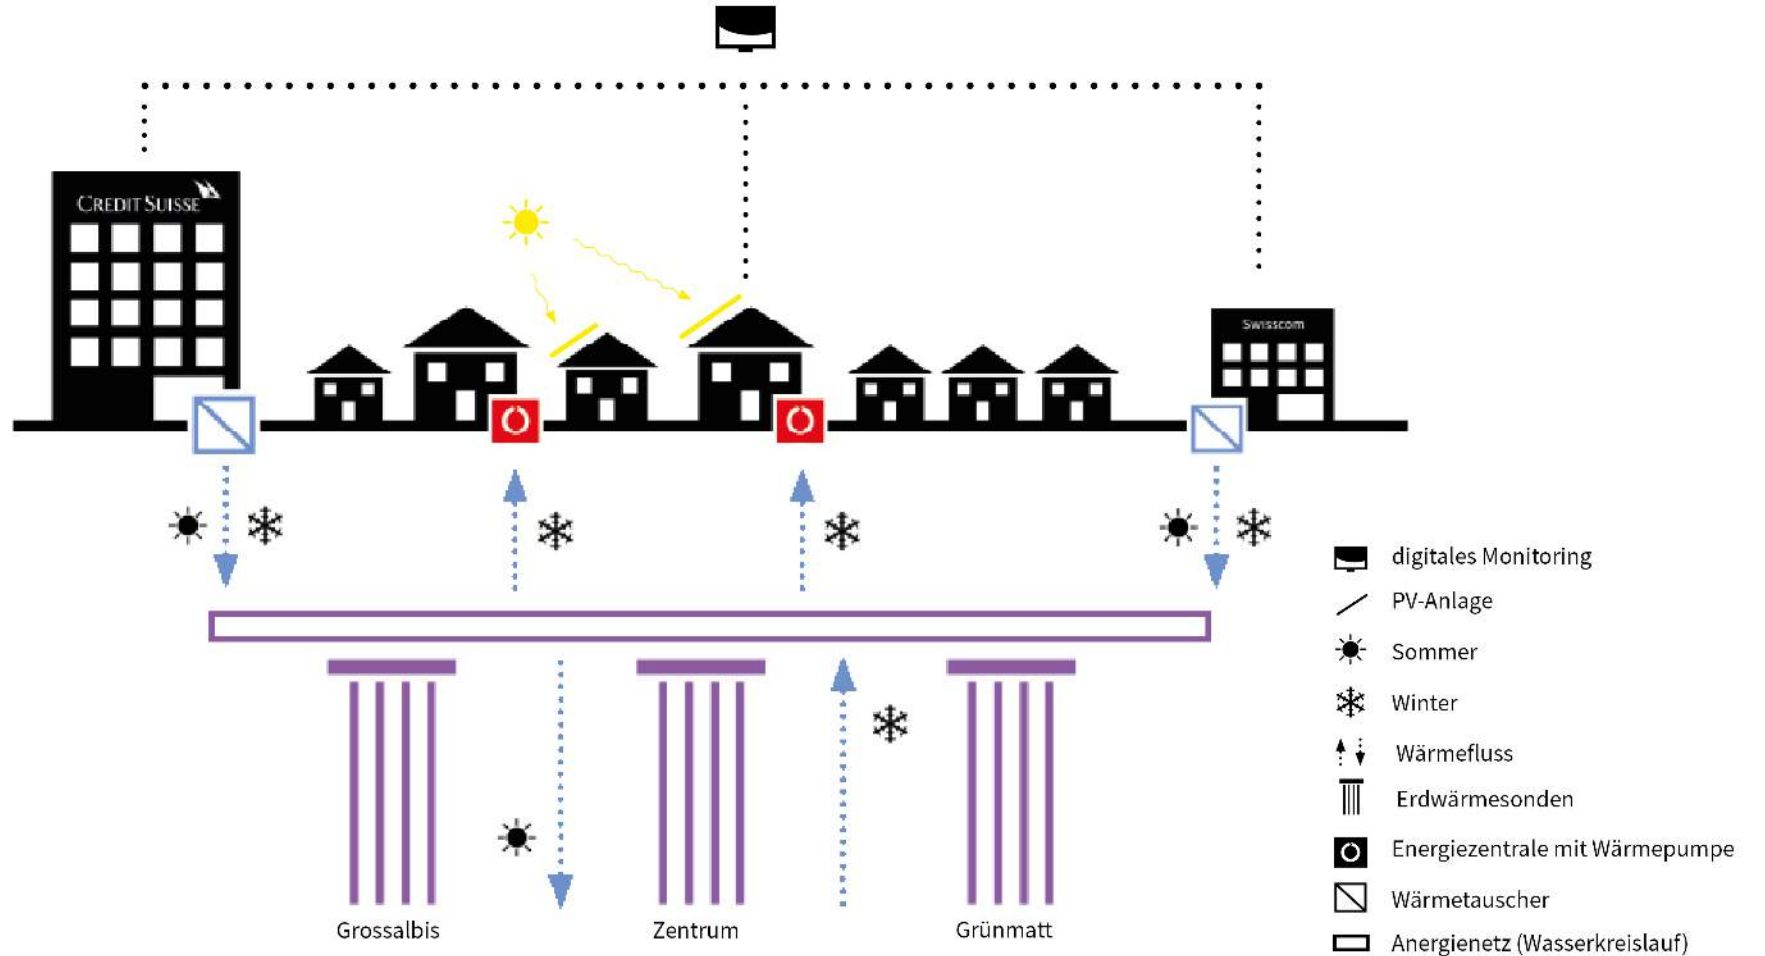 CREDIT SUISSE
Swisscom
digitales Monitoring
PV-Anlage
Sommer
Winter
Wärmefluss
Erdwärmesonden
Energiezentrale mit Wärmepumpe
Wärmetauscher
Anergienetz (Wasserkreislauf)
Grossalbis
Zentrum
Grünmatt